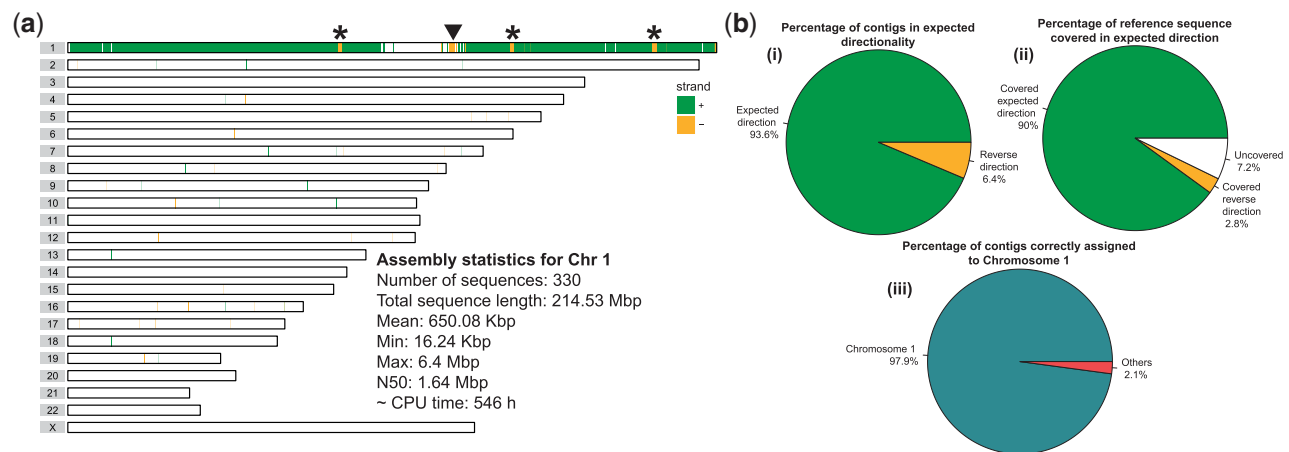 (a)
*
*
*
1
2
3
4
5
6
7
8
9
10
11
12
13
14
15
16
17
18
19
20
21
22
X
strand
+
−
Assembly statistics for Chr 1
Number of sequences: 330
Total sequence length: 214.53 Mbp
Mean: 650.08 Kbp
Min: 16.24 Kbp
Max: 6.4 Mbp
N50: 1.64 Mbp
~ CPU time: 546 h
(b)
Percentage of contigs in expected
directionality
(i)
Expected
direction
93.6%
Reverse
direction
6.4%
Percentage of reference sequence
covered in expected direction
(ii)
Covered
expected
direction
90%
Uncovered
7.2%
Covered
reverse
direction
2.8%
Percentage of contigs correctly assigned
to Chromosome 1
(iii)
Chromosome 1
97.9%
Others
2.1%